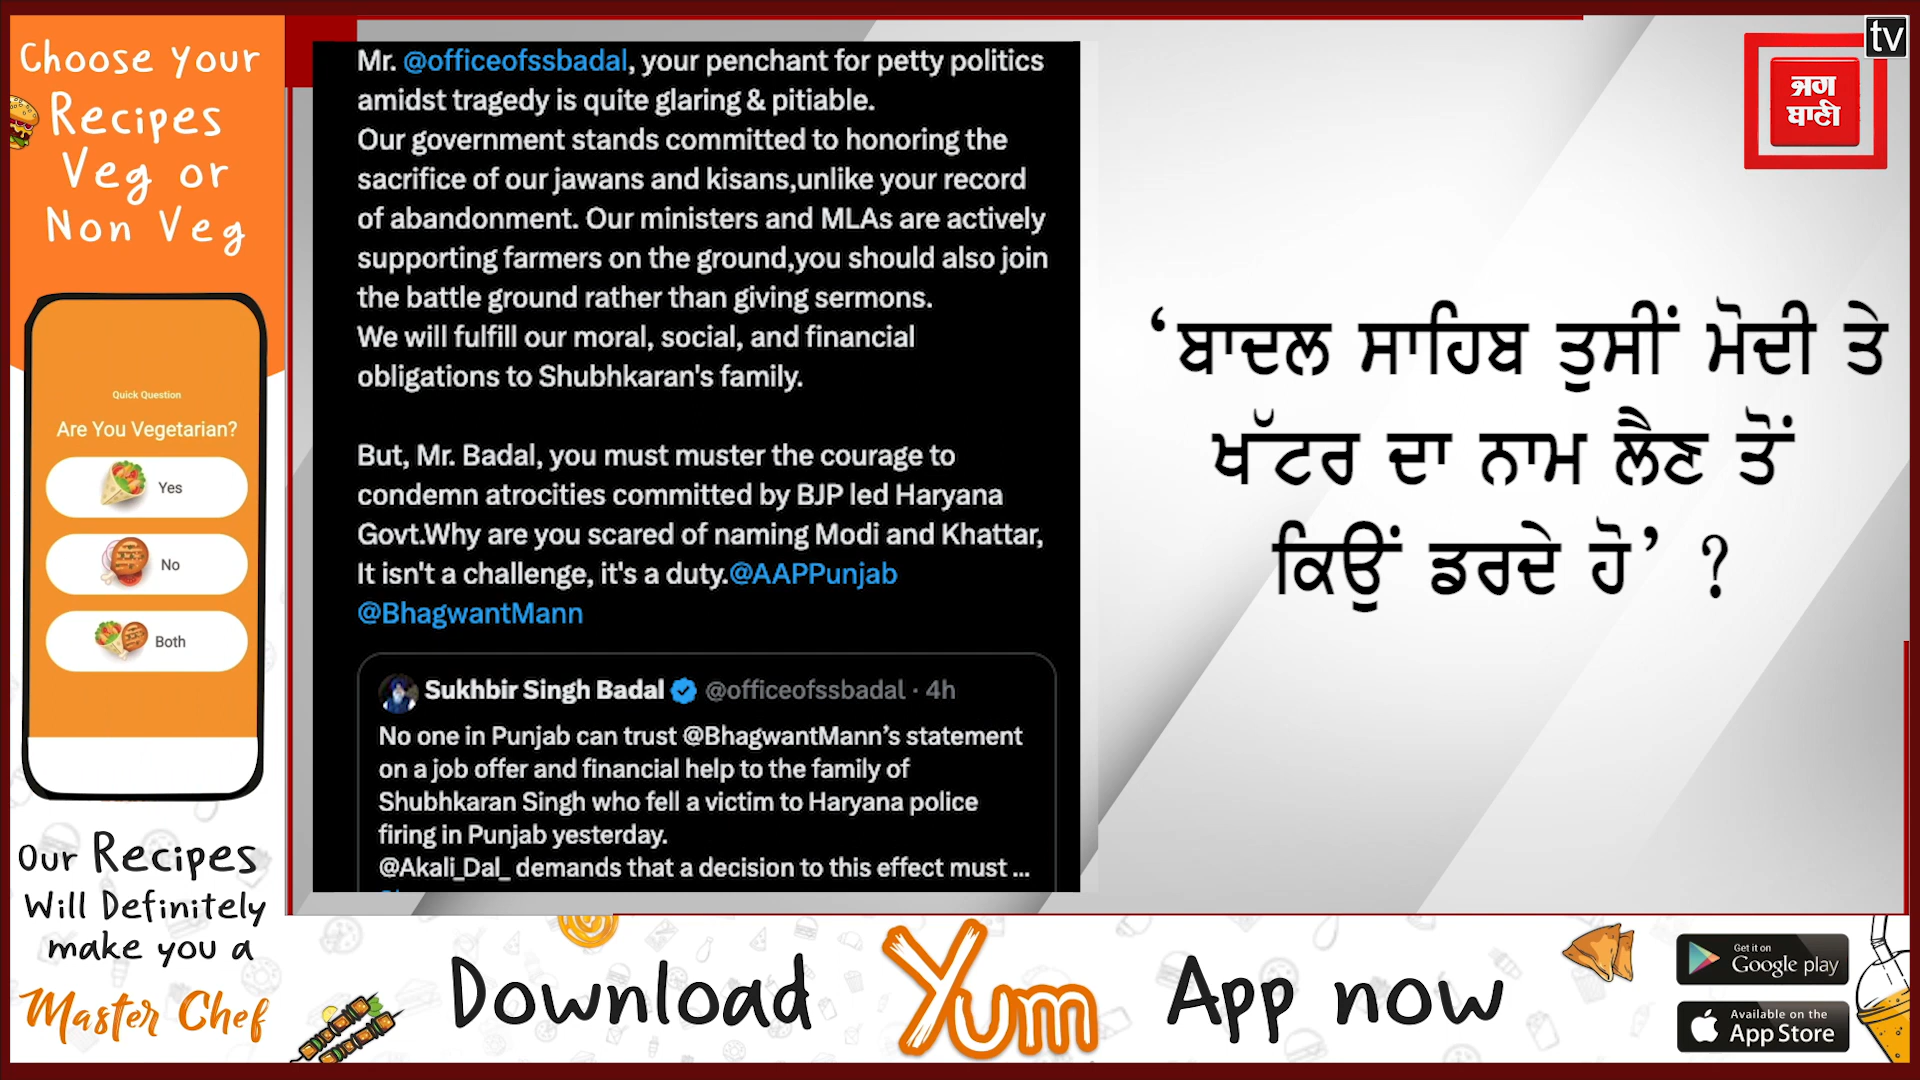 Choose Your
Recipes
Veg or
Non Veg
Quick Question
Are You Vegetarian?
Yes
No
Both
Our Recipes
Will Definitely
make you a
Master Chef
Mr. @officeofssbadal, your penchant for petty politics
amidst tragedy is quite glaring & pitiable.
Our government stands committed to honoring the
sacrifice of our jawans and kisans,unlike your record
of abandonment. Our ministers and MLAs are actively
supporting farmers on the ground,you should also join
the battle ground rather than giving sermons.
We will fulfill our moral, social, and financial
obligations to Shubhkaran's family.
But, Mr. Badal, you must muster the courage to
condemn atrocities committed by BJP led Haryana
Govt.Why are you scared of naming Modi and Khattar,
It isn't a challenge, it's a duty.@AAPPunjab
@BhagwantMann
Sukhbir Singh Badal @officeofssbadal · 4h
No one in Punjab can trust @BhagwantMann’s statement
on a job offer and financial help to the family of
Shubhkaran Singh who fell a victim to Haryana police
firing in Punjab yesterday.
@Akali_Dal_ demands that a decision to this effect must ...
tv
ਜਗ
ਬਾਣੀ
‘ਬਾਦਲ ਸਾਹਿਬ ਤੁਸੀਂ ਮੋਦੀ ਤੇ
ਖੱਟਰ ਦਾ ਨਾਮ ਲੈਣ ਤੋਂ
ਕਿਉਂ ਡਰਦੇ ਹੋ’ ?
Download Yum App now
Get it on
Google play
Available on the
App Store